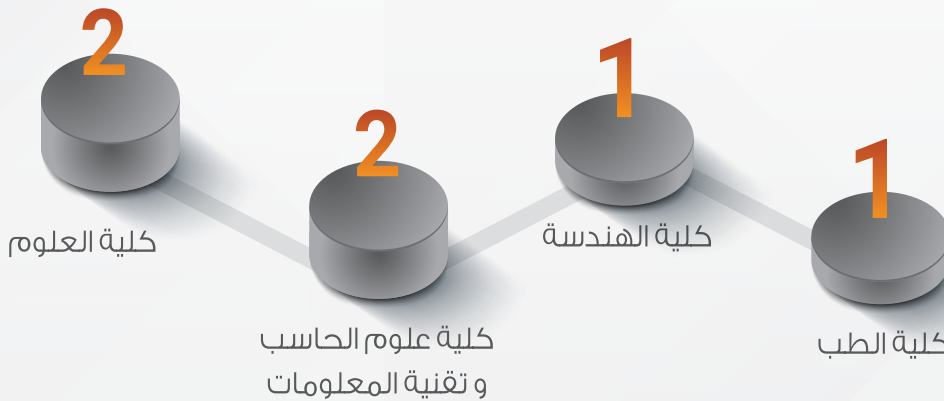 1
كلية الطب
1
كلية الهندسة
2
كلية علوم الحاسب
و تقنية المعلومات
2
كلية العلوم